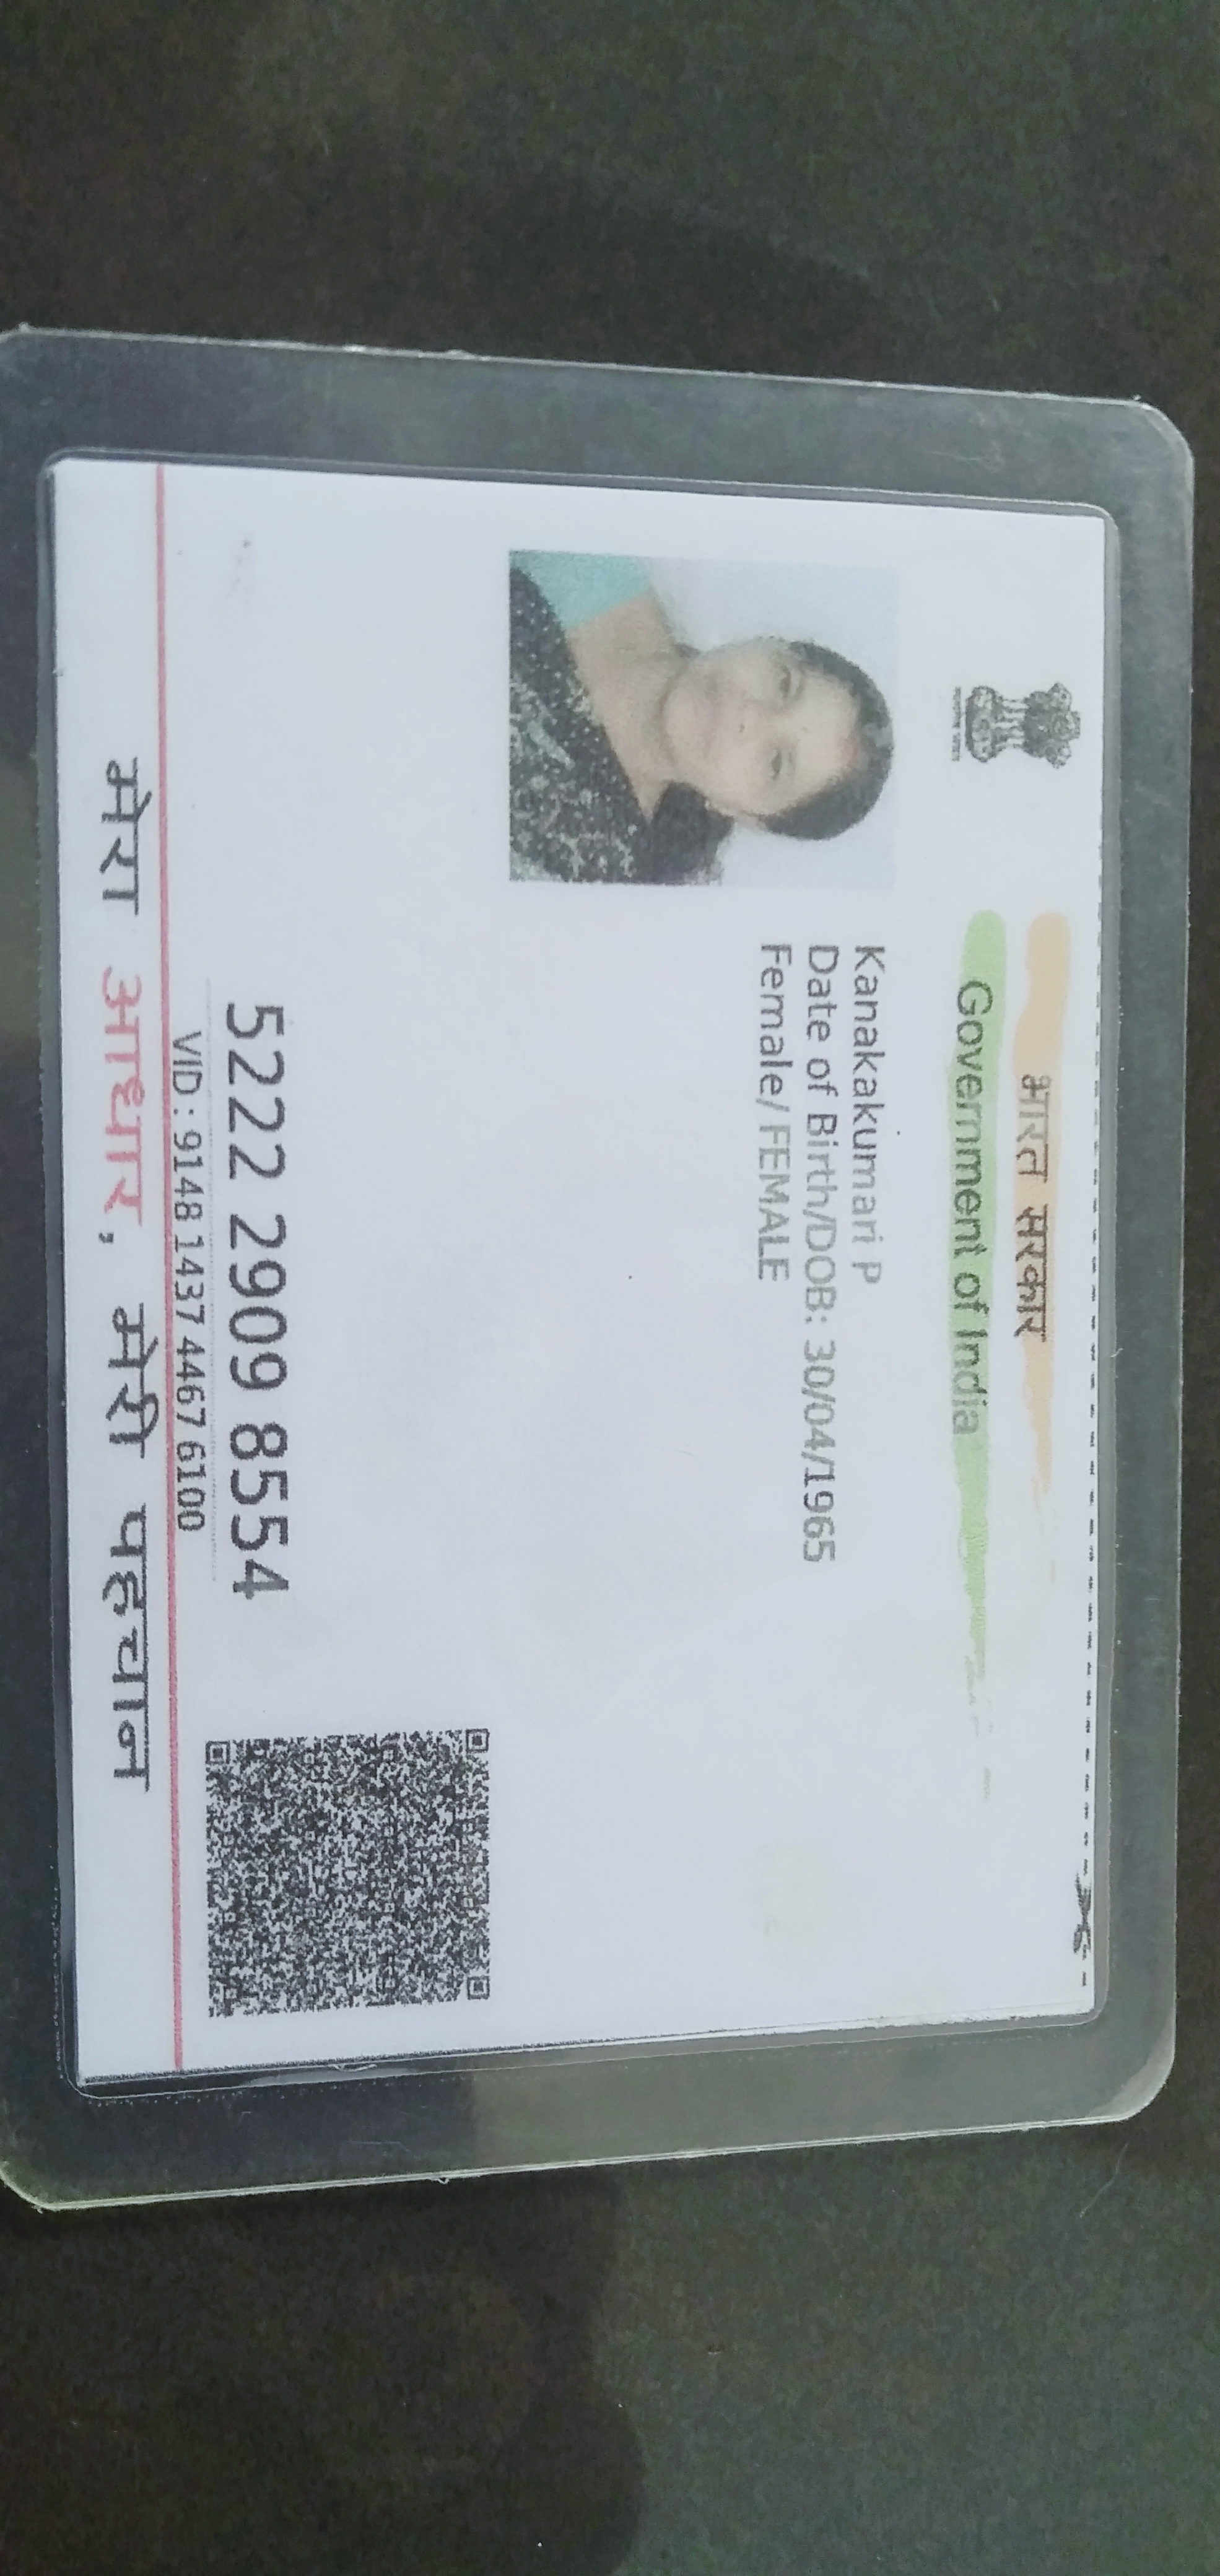 भारत सरकार
Government of India
Kanakakumari P
Date of Birth/DOB: 30/04/1965
Female/ FEMALE
5222 2909 8554
VID : 9148 1437 4467 6100
मेरा आधार, मेरी पहचान